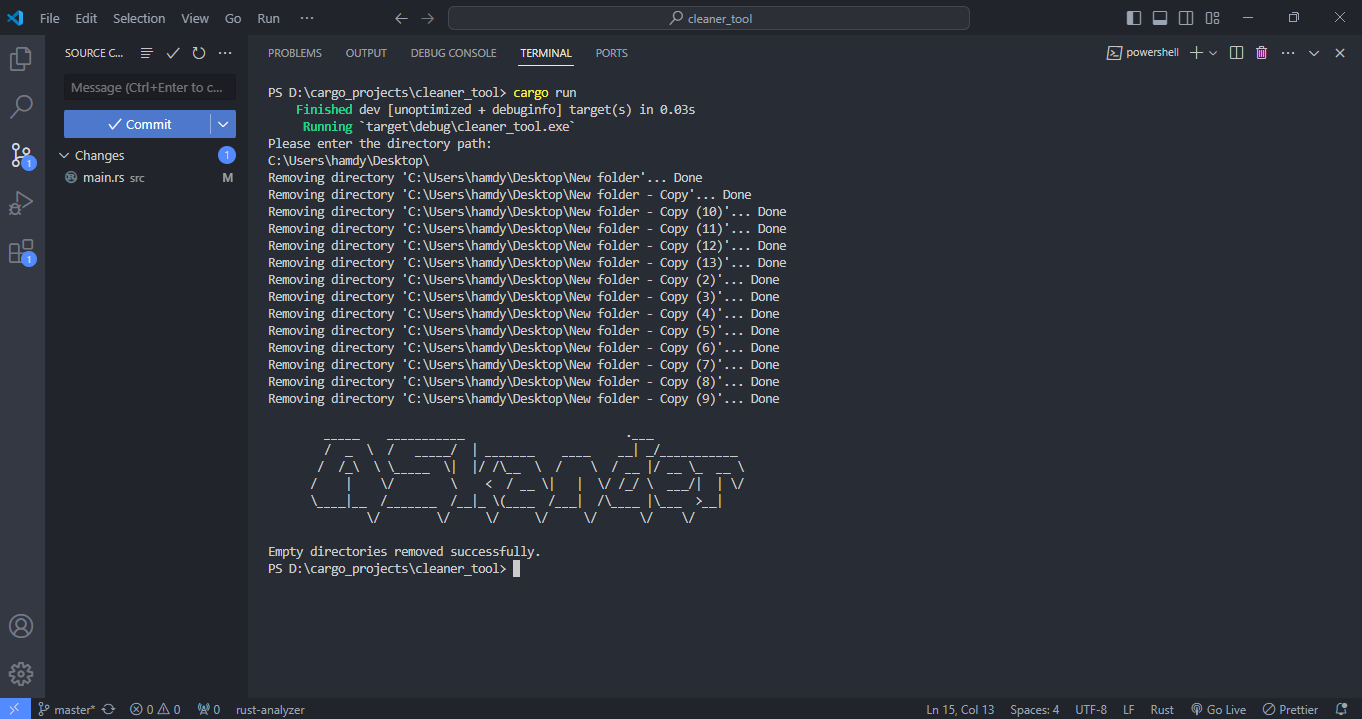 File Edit Selection View Go Run ···
cleaner_tool
SOURCE C...
Message (Ctrl+Enter to c...
Commit
Changes 1
main.rs src M
1
1
PROBLEMS OUTPUT DEBUG CONSOLE TERMINAL PORTS
powershell
PS D:\cargo_projects\cleaner_tool> cargo run
    Finished dev [unoptimized + debuginfo] target(s) in 0.03s
     Running `target\debug\cleaner_tool.exe`
Please enter the directory path:
C:\Users\hamdy\Desktop\
Removing directory 'C:\Users\hamdy\Desktop\New folder'... Done
Removing directory 'C:\Users\hamdy\Desktop\New folder - Copy'... Done
Removing directory 'C:\Users\hamdy\Desktop\New folder - Copy (10)'... Done
Removing directory 'C:\Users\hamdy\Desktop\New folder - Copy (11)'... Done
Removing directory 'C:\Users\hamdy\Desktop\New folder - Copy (12)'... Done
Removing directory 'C:\Users\hamdy\Desktop\New folder - Copy (13)'... Done
Removing directory 'C:\Users\hamdy\Desktop\New folder - Copy (2)'... Done
Removing directory 'C:\Users\hamdy\Desktop\New folder - Copy (3)'... Done
Removing directory 'C:\Users\hamdy\Desktop\New folder - Copy (4)'... Done
Removing directory 'C:\Users\hamdy\Desktop\New folder - Copy (5)'... Done
Removing directory 'C:\Users\hamdy\Desktop\New folder - Copy (6)'... Done
Removing directory 'C:\Users\hamdy\Desktop\New folder - Copy (7)'... Done
Removing directory 'C:\Users\hamdy\Desktop\New folder - Copy (8)'... Done
Removing directory 'C:\Users\hamdy\Desktop\New folder - Copy (9)'... Done
Empty directories removed successfully.
PS D:\cargo_projects\cleaner_tool>
master* 0 0 0 rust-analyzer Ln 15, Col 13 Spaces: 4 UTF-8 LF Rust Go Live Prettier